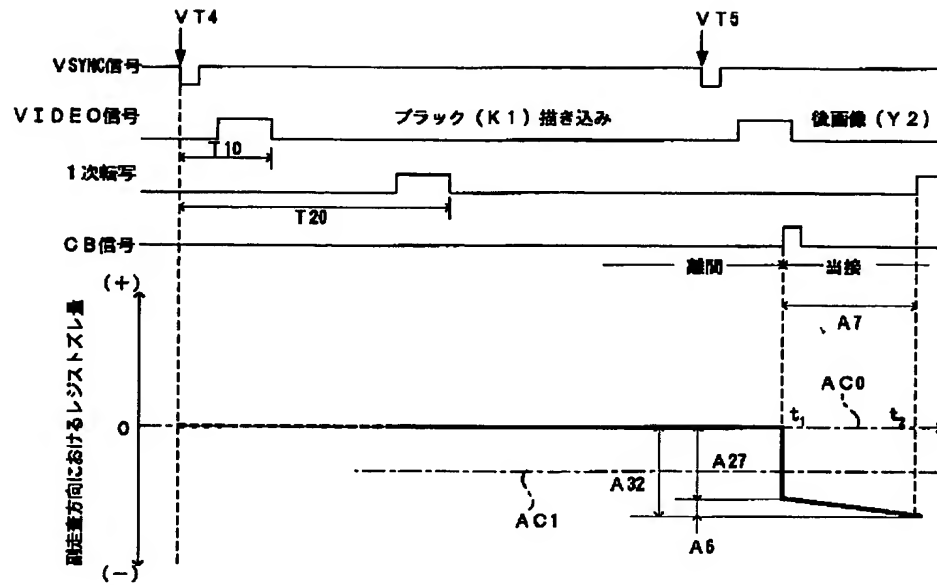 VT4 VT5
VSYNC信号
VIDEO信号 ブラック(K1)描き込み 後画像(Y2)
T10
1次転写
T20
CB信号
離間 当接
(+)
A7
副走査方向におけるレジストズレ量
AC0
0 t1 t2
A27
A32
AC1
A6
(−)